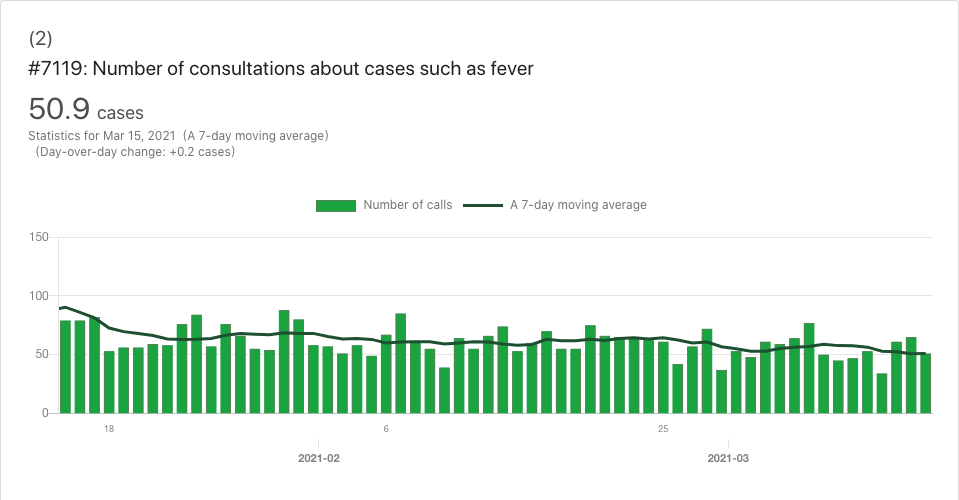 (2)
#7119: Number of consultations about cases such as fever
50.9 cases
Statistics for Mar 15, 2021 (A 7-day moving average)
(Day-over-day change: +0.2 cases)
Number of calls A 7-day moving average
150
100
50
0
18 6 25
2021-02 2021-03